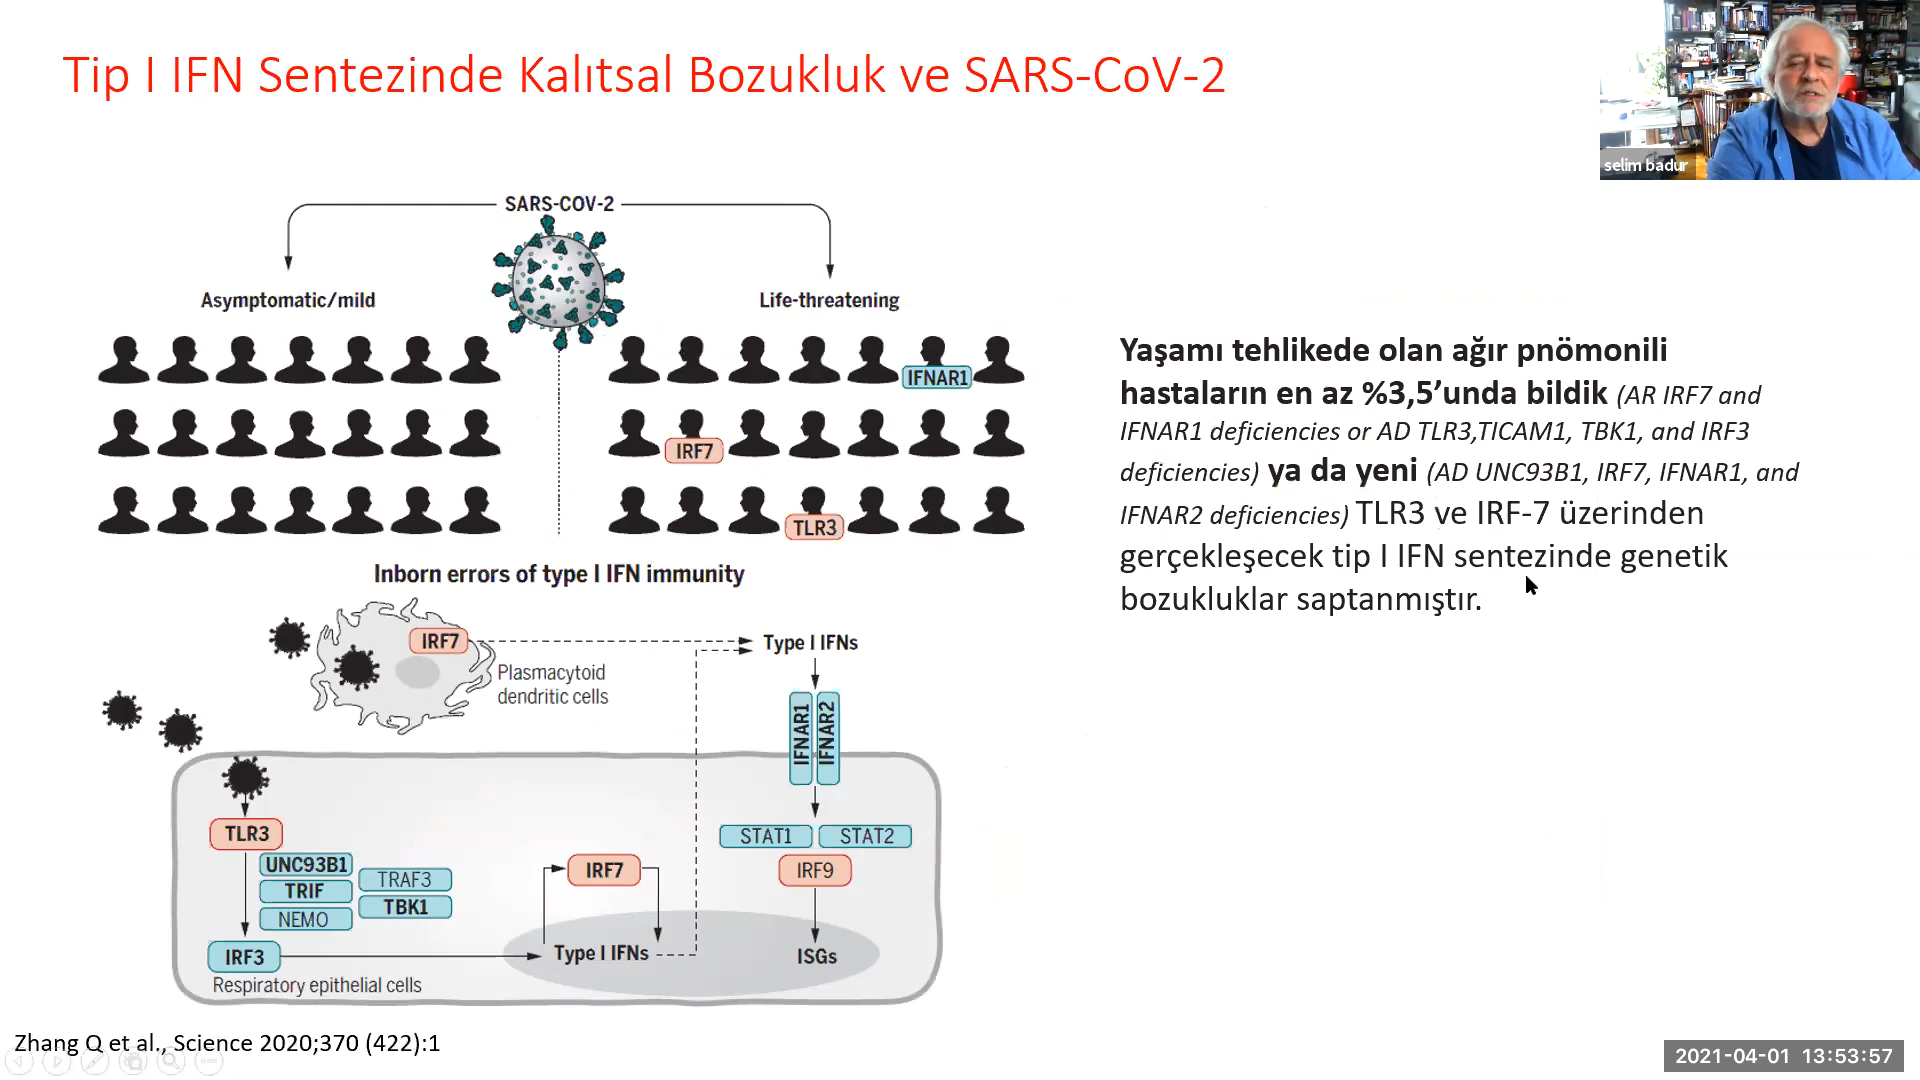 Tip I IFN Sentezinde Kalıtsal Bozukluk ve SARS-CoV-2
selim badur
SARS-COV-2
Asymptomatic/mild
Life-threatening
IFNAR1
IRF7
TLR3
Inborn errors of type I IFN immunity
IRF7
Type I IFNs
Plasmacytoid
dendritic cells
IFNAR1
IFNAR2
TLR3
UNC93B1
TRIF
NEMO
TRAF3
TBK1
IRF3
Respiratory epithelial cells
IRF7
Type I IFNs
STAT1
STAT2
IRF9
ISGs
Yaşamı tehlikede olan ağır pnömonili
hastaların en az %3,5’unda bildik (AR IRF7 and
IFNAR1 deficiencies or AD TLR3,TICAM1, TBK1, and IRF3
deficiencies) ya da yeni (AD UNC93B1, IRF7, IFNAR1, and
IFNAR2 deficiencies) TLR3 ve IRF-7 üzerinden
gerçekleşecek tip I IFN sentezinde genetik
bozukluklar saptanmıştır.
Zhang Q et al., Science 2020;370 (422):1
2021-04-01 13:53:57